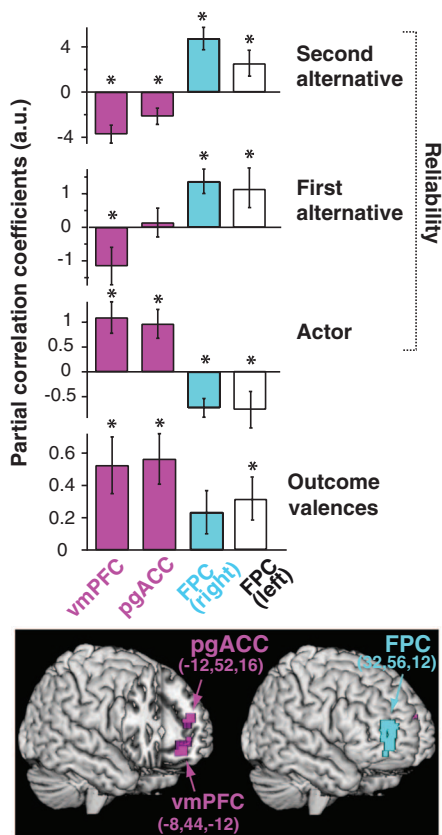 Partial correlation coefficients (a.u.)
4
0
-4
* * * *
Second
alternative
1
0
-1
* * *
First
alternative
Reliability
1
0.5
0
-0.5
* * * *
Actor
0.6
0.4
0.2
0
* * *
Outcome
valences
vmPFC
pgACC
FPC
(right)
FPC
(left)
pgACC
(-12,52,16)
FPC
(32,56,12)
vmPFC
(-8,44,-12)